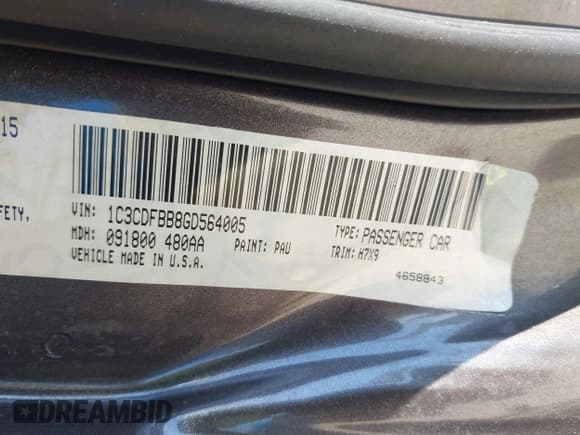 15
FETY,
VIN: 1C3CDFBB8GD564005
TYPE: PASSENGER CAR
MDH: 091800 480AA
PAINT: PAU
TRIM: H7X9
VEHICLE MADE IN U.S.A.
4658843
DREAMBID